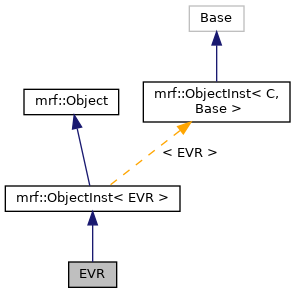 Base
mrf::Object
mrf::ObjectInst< C,
Base >
< EVR >
mrf::ObjectInst< EVR >
EVR